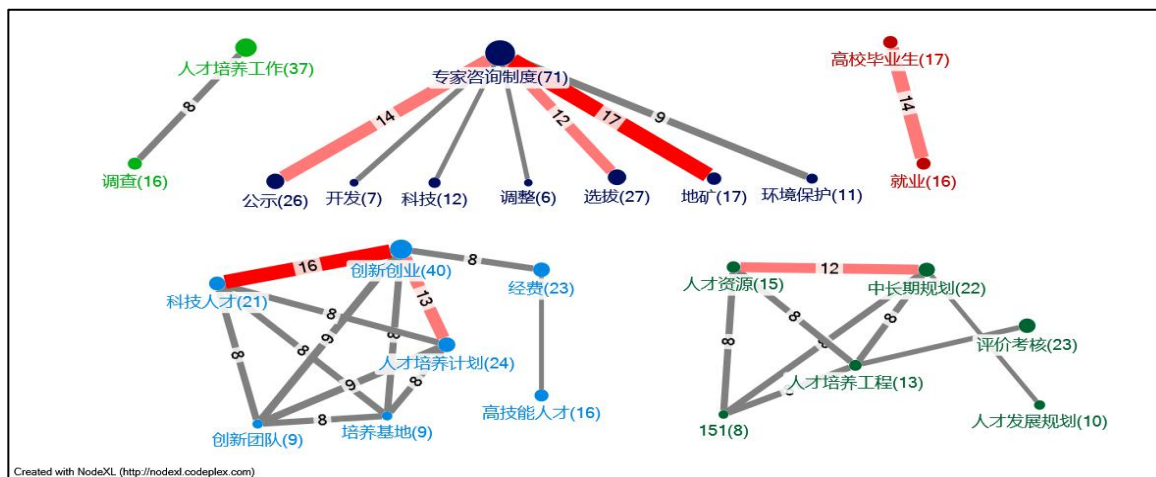 人才培养工作(37)
8
调查(16)
专家咨询制度(71)
14
12
17
9
公示(26)
开发(7)
科技(12)
调整(6)
选拔(27)
地矿(17)
环境保护(11)
高校毕业生(17)
14
就业(16)
创新创业(40)
16
8
经费(23)
科技人才(21)
13
8
人才培养计划(24)
8
9
8
8
9
8
8
创新团队(9)
培养基地(9)
高技能人才(16)
人才资源(15)
12
中长期规划(22)
8
8
8
评价考核(23)
人才培养工程(13)
151(8)
人才发展规划(10)
Created with NodeXL (http://nodexl.codeplex.com)